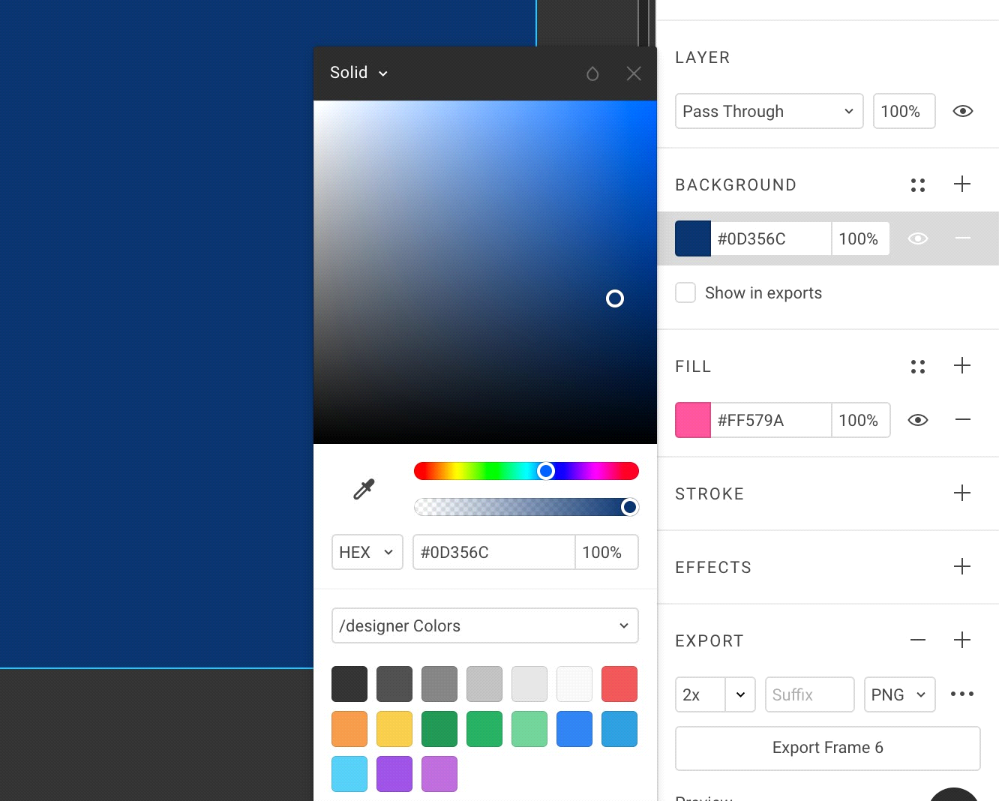 Solid
HEX
#0D356C
100%
/designer Colors
LAYER
Pass Through
100%
BACKGROUND
#0D356C
100%
Show in exports
FILL
#FF579A
100%
STROKE
EFFECTS
EXPORT
2x
Suffix
PNG
Export Frame 6
Preview